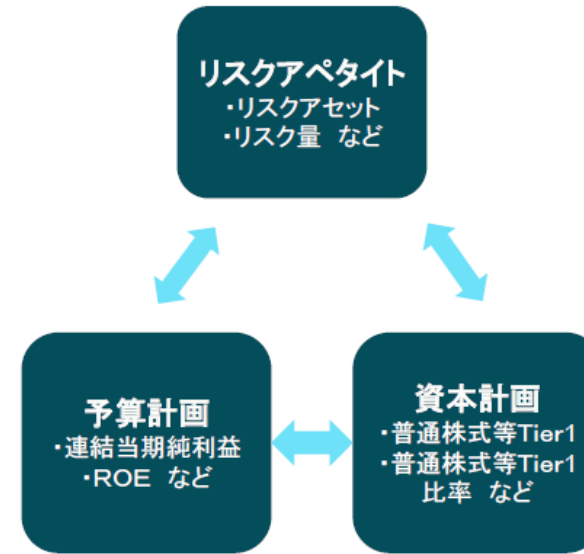 リスクアペタイト
・リスクアセット
・リスク量 など
予算計画
・連結当期純利益
・ROE など
資本計画
・普通株式等Tier1
・普通株式等Tier1
比率 など